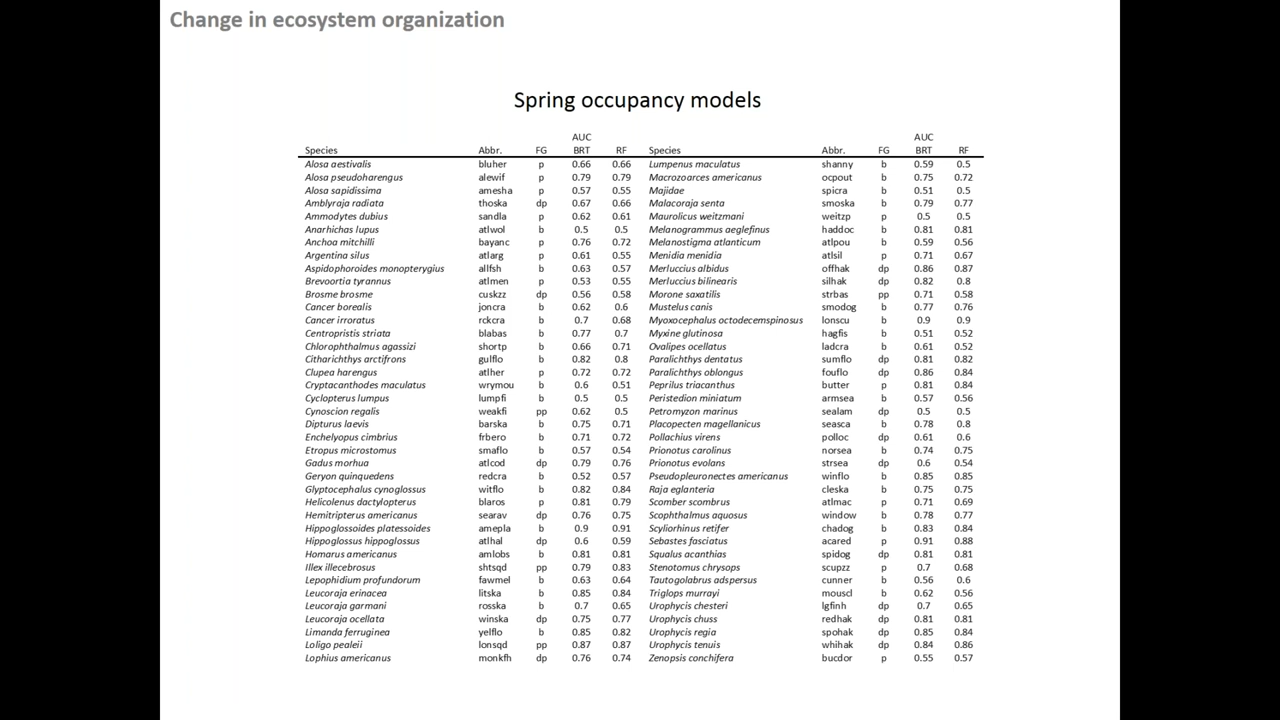 Change in ecosystem organization
Spring occupancy models
AUC AUC
Species Abbr. FG BRT RF Species Abbr. FG BRT RF
Alosa aestivalis bluher p 0.66 0.66 Lumpenus maculatus shanny b 0.59 0.5
Alosa pseudoharengus alewif p 0.79 0.79 Macrozoarces americanus ocpout b 0.75 0.72
Alosa sapidissima amesha p 0.57 0.55 Majidae spicra b 0.51 0.5
Amblyraja radiata thoska dp 0.67 0.66 Malacoraja senta smoska b 0.79 0.77
Ammodytes dubius sandla p 0.62 0.61 Maurolicus weitzmani weitzp p 0.5 0.5
Anarhichas lupus atlwol b 0.5 0.5 Melanogrammus aeglefinus haddoc b 0.81 0.81
Anchoa mitchilli bayanc p 0.76 0.72 Melanostigma atlanticum atlpou b 0.59 0.56
Argentina silus atlarg p 0.61 0.55 Menidia menidia atlsil p 0.71 0.67
Aspidophoroides monopterygius allfsh b 0.63 0.57 Merluccius albidus offhak dp 0.86 0.87
Brevoortia tyrannus atlmen p 0.53 0.55 Merluccius bilinearis silhak dp 0.82 0.8
Brosme brosme cuskzz dp 0.56 0.58 Morone saxatilis strbas pp 0.71 0.58
Cancer borealis joncra b 0.62 0.6 Mustelus canis smodog b 0.77 0.76
Cancer irroratus rckcra b 0.7 0.68 Myoxocephalus octodecemspinosus lonscu b 0.9 0.9
Centropristis striata blabas b 0.77 0.7 Myxine glutinosa hagfis b 0.51 0.52
Chlorophthalmus agassizi shortp b 0.66 0.71 Ovalipes ocellatus ladcra b 0.61 0.52
Citharichthys arctifrons gulflo b 0.82 0.8 Paralichthys dentatus sumflo dp 0.81 0.82
Clupea harengus atlher p 0.72 0.72 Paralichthys oblongus fouflo dp 0.86 0.84
Cryptacanthodes maculatus wrymou b 0.6 0.51 Peprilus triacanthus butter p 0.81 0.84
Cyclopterus lumpus lumpfi b 0.5 0.5 Peristedion miniatum armsea b 0.57 0.56
Cynoscion regalis weakfi pp 0.62 0.5 Petromyzon marinus sealam dp 0.5 0.5
Dipturus laevis barska b 0.75 0.71 Placopecten magellanicus seasca b 0.78 0.8
Enchelyopus cimbrius frbero b 0.71 0.72 Pollachius virens polloc dp 0.61 0.6
Etropus microstomus smaflo b 0.57 0.54 Prionotus carolinus norsea b 0.74 0.75
Gadus morhua atlcod dp 0.79 0.76 Prionotus evolans strsea dp 0.6 0.54
Geryon quinquedens redcra b 0.52 0.57 Pseudopleuronectes americanus winflo b 0.85 0.85
Glyptocephalus cynoglossus witflo b 0.82 0.84 Raja eglanteria cleska b 0.75 0.75
Helicolenus dactylopterus blaros p 0.81 0.79 Scomber scombrus atlmac p 0.71 0.69
Hemitripterus americanus searav dp 0.76 0.75 Scophthalmus aquosus window b 0.78 0.77
Hippoglossoides platessoides amepla b 0.9 0.91 Scyliorhinus retifer chadog b 0.83 0.84
Hippoglossus hippoglossus atlhal dp 0.6 0.59 Sebastes fasciatus acared p 0.91 0.88
Homarus americanus amlobs b 0.81 0.81 Squalus acanthias spidog dp 0.81 0.81
Illex illecebrosus shtsqd pp 0.79 0.83 Stenotomus chrysops scupzz p 0.7 0.68
Lepophidium profundorum fawmel b 0.63 0.64 Tautogolabrus adspersus cunner b 0.56 0.6
Leucoraja erinacea litska b 0.85 0.84 Triglops murrayi mouscl b 0.62 0.56
Leucoraja garmani rosska b 0.7 0.65 Urophycis chesteri lgfinh dp 0.7 0.65
Leucoraja ocellata winska dp 0.75 0.77 Urophycis chuss redhak dp 0.81 0.81
Limanda ferruginea yelflo b 0.85 0.82 Urophycis regia spohak dp 0.85 0.84
Loligo pealeii lonsqd pp 0.87 0.87 Urophycis tenuis whihak dp 0.84 0.86
Lophius americanus monkfh dp 0.76 0.74 Zenopsis conchifera bucdor p 0.55 0.57